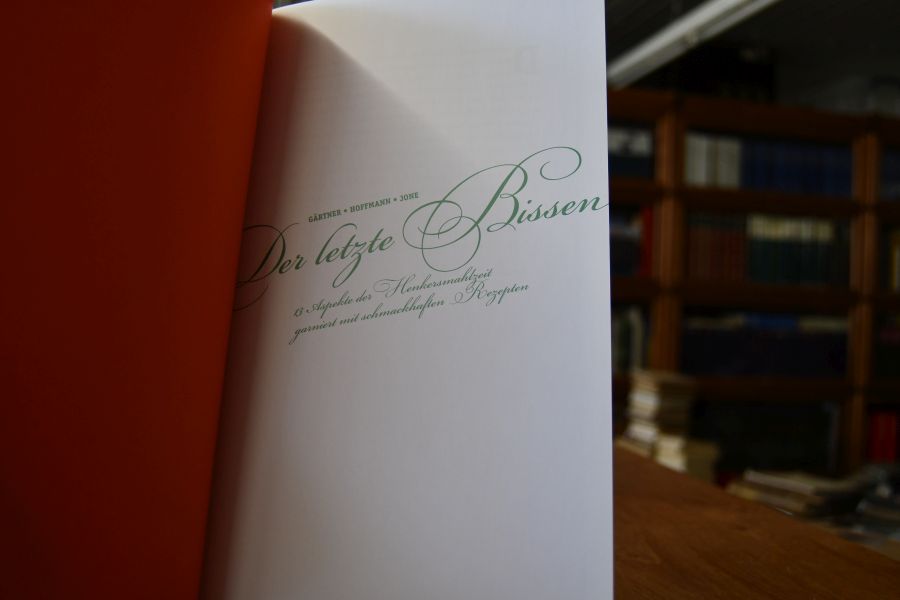 GÄRTNER • HOFFMANN • JONE
Der letzte Bissen
13 Aspekte der Henkersmahlzeit
garniert mit schmackhaften Rezepten